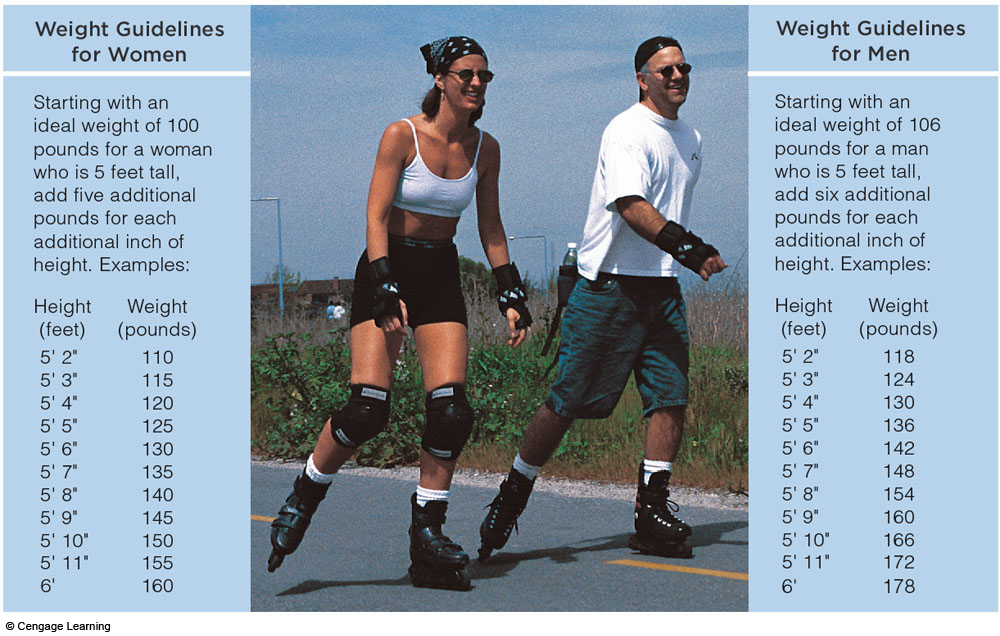 Weight Guidelines
for Women
Starting with an
ideal weight of 100
pounds for a woman
who is 5 feet tall,
add five additional
pounds for each
additional inch of
height. Examples:
Height Weight
(feet) (pounds)
5' 2" 110
5' 3" 115
5' 4" 120
5' 5" 125
5' 6" 130
5' 7" 135
5' 8" 140
5' 9" 145
5' 10" 150
5' 11" 155
6' 160
Weight Guidelines
for Men
Starting with an
ideal weight of 106
pounds for a man
who is 5 feet tall,
add six additional
pounds for each
additional inch of
height. Examples:
Height Weight
(feet) (pounds)
5' 2" 118
5' 3" 124
5' 4" 130
5' 5" 136
5' 6" 142
5' 7" 148
5' 8" 154
5' 9" 160
5' 10" 166
5' 11" 172
6' 178
© Cengage Learning